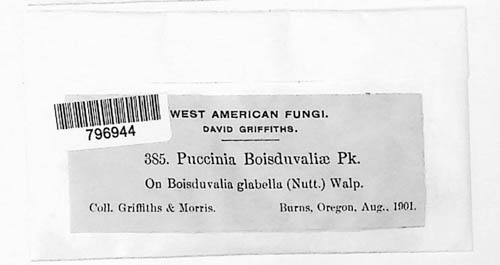 WEST AMERICAN FUNGI.
DAVID GRIFFITHS.
796944
385. Puccinia Boisduvaliæ Pk.
On Boisduvalia glabella (Nutt.) Walp.
Coll. Griffiths & Morris. Burns, Oregon, Aug., 1901.